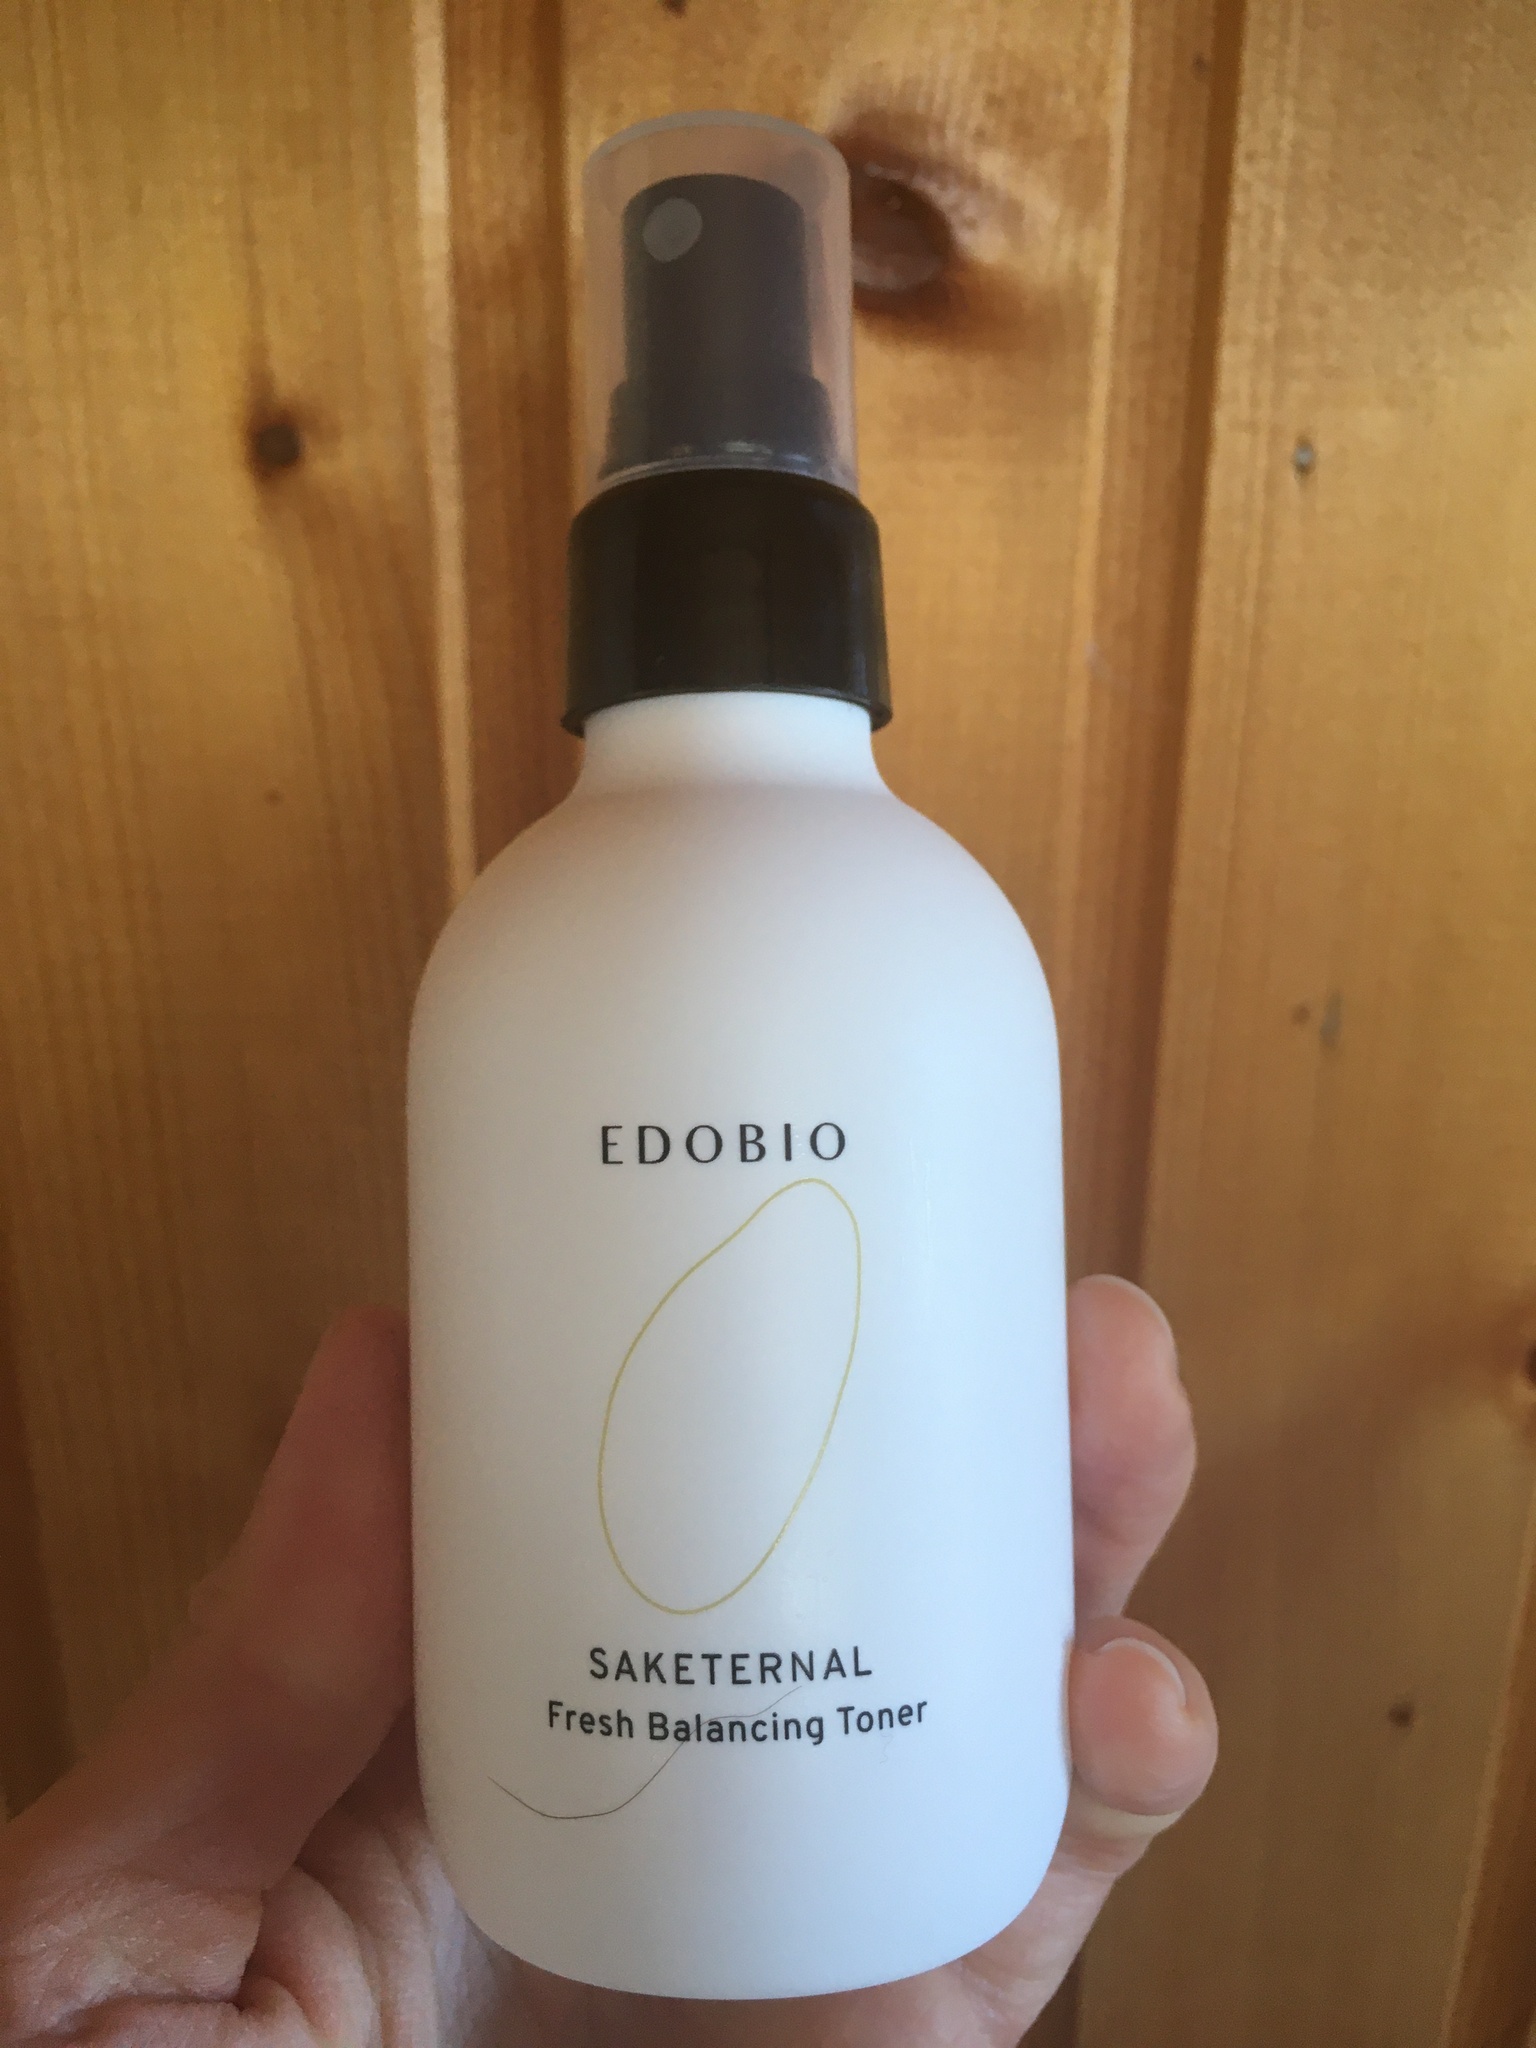 EDOBIO
SAKETERNAL
Fresh Balancing Toner